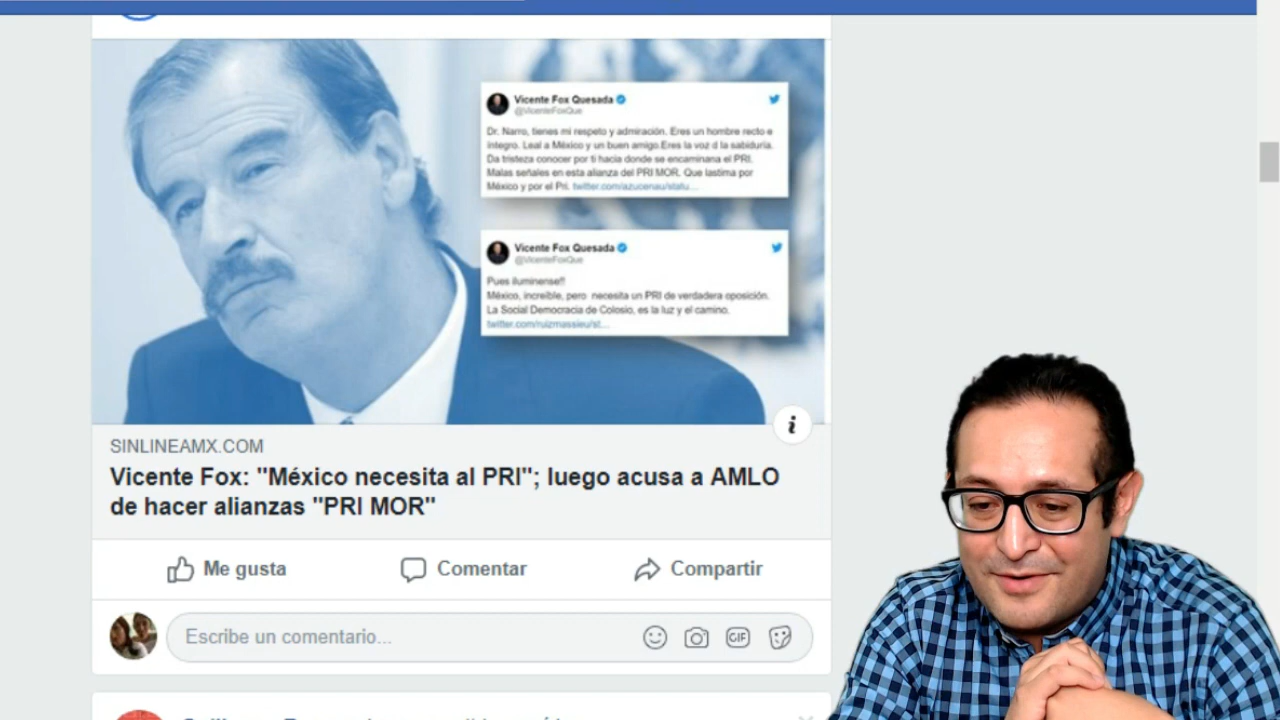 Vicente Fox Quesada
@VicenteFoxQue
Dr. Narro, tienes mi respeto y admiración. Eres un hombre recto e
integro. Leal a México y un buen amigo.Eres la voz d la sabiduría.
Da tristeza conocer por ti hacia donde se encaminana el PRI.
Malas señales en esta alianza del PRI MOR. Que lastima por
México y por el Pri. twitter.com/azucenau/statu...
Vicente Fox Quesada
@VicenteFoxQue
Pues iluminense!!
México, increible, pero necesita un PRI de verdadera oposición.
La Social Democracia de Colosio, es la luz y el camino.
twitter.com/ruizmassieu/st...
SINLINEAMX.COM
Vicente Fox: "México necesita al PRI"; luego acusa a AMLO
de hacer alianzas "PRI MOR"
Me gusta
Comentar
Compartir
Escribe un comentario...
GIF